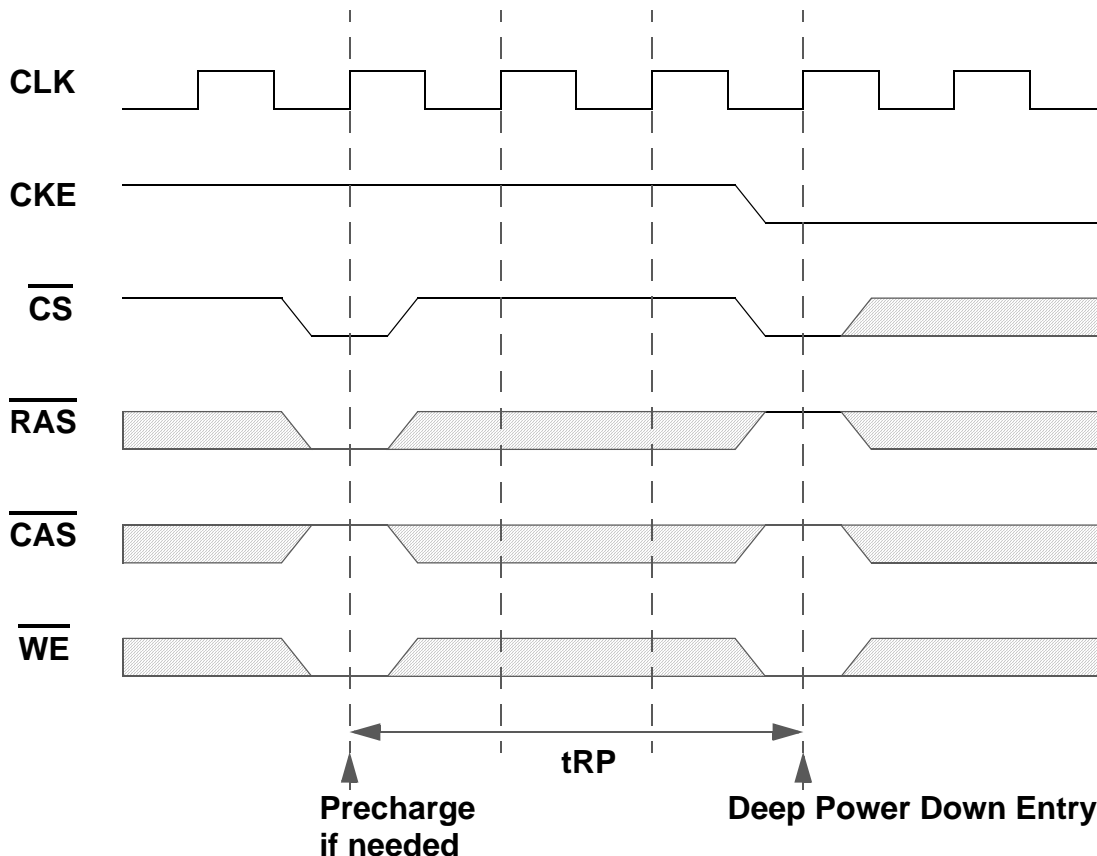 CLK
CKE
CS
RAS
CAS
WE
tRP
Precharge
if needed
Deep Power Down Entry